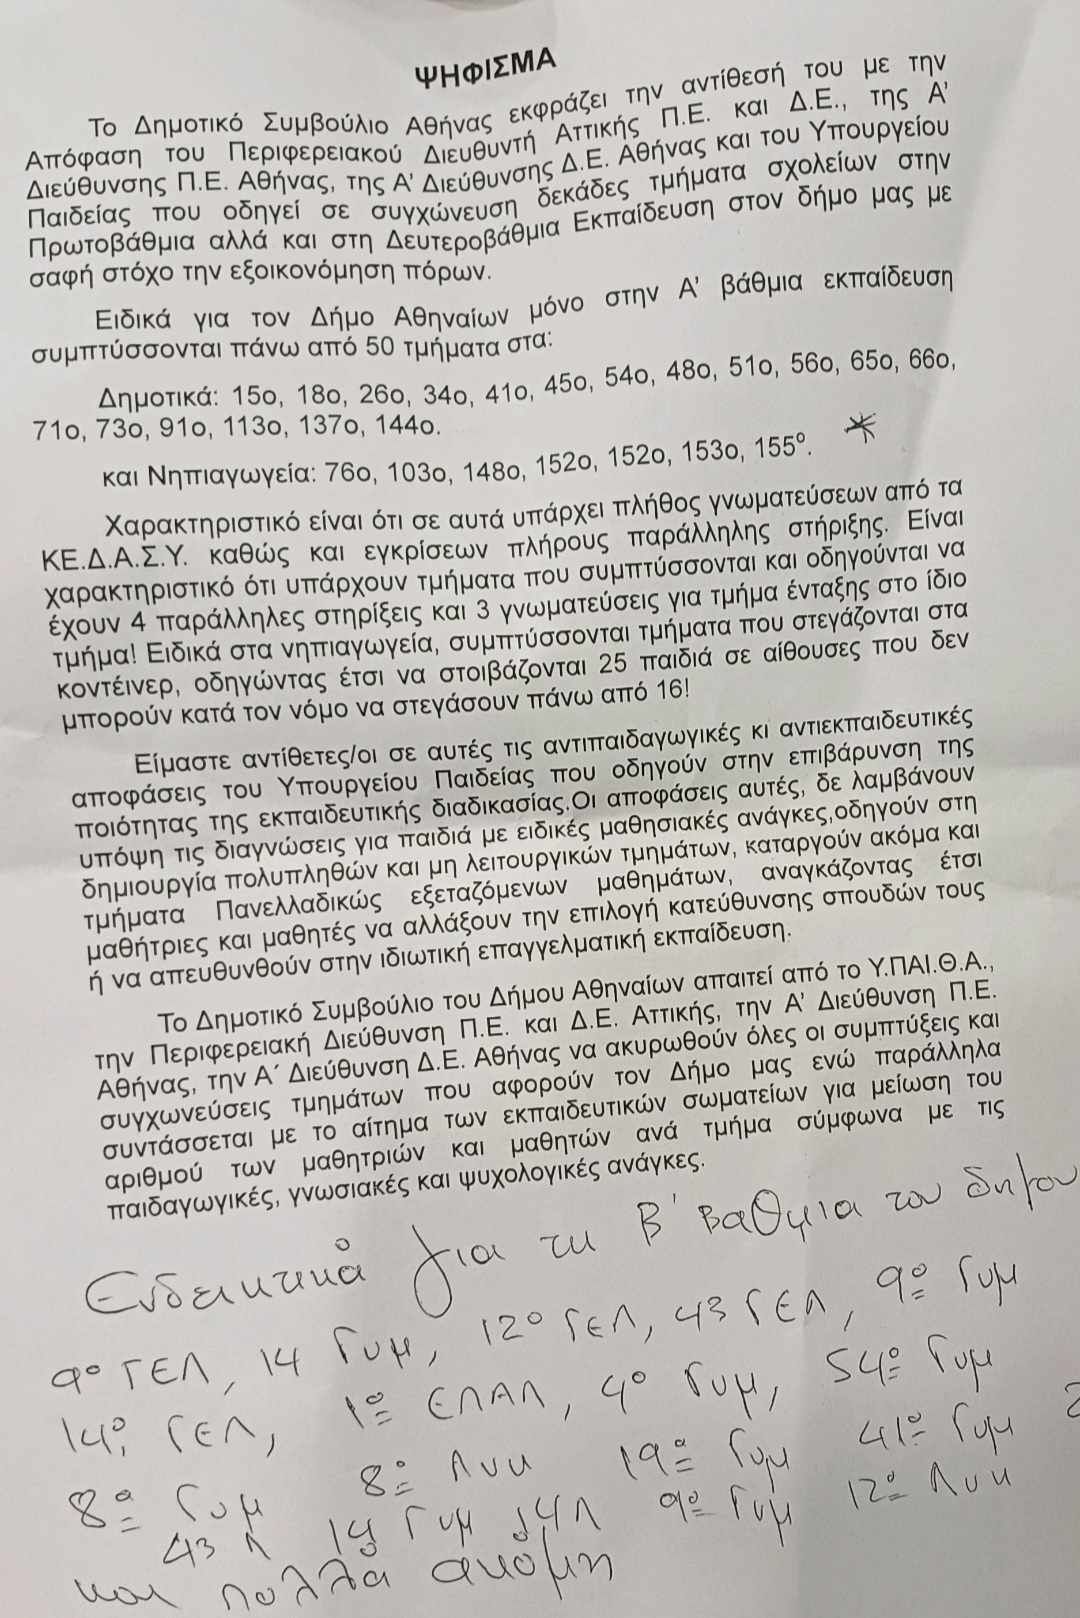 ΨΗΦΙΣΜΑ
Το Δημοτικό Συμβούλιο Αθήνας εκφράζει την αντίθεσή του με την
Απόφαση του Περιφερειακού Διευθυντή Αττικής Π.Ε. και Δ.Ε., της Α’
Διεύθυνσης Π.Ε. Αθήνας, της Α’ Διεύθυνσης Δ.Ε. Αθήνας και του Υπουργείου
Παιδείας που οδηγεί σε συγχώνευση δεκάδες τμήματα σχολείων στην
Πρωτοβάθμια αλλά και στη Δευτεροβάθμια Εκπαίδευση στον δήμο μας με
σαφή στόχο την εξοικονόμηση πόρων.
Ειδικά για τον Δήμο Αθηναίων μόνο στην Α’ βάθμια εκπαίδευση
συμπτύσσονται πάνω από 50 τμήματα στα:
Δημοτικά: 15ο, 18ο, 26ο, 34ο, 41ο, 45ο, 54ο, 48ο, 51ο, 56ο, 65ο, 66ο,
71ο, 73ο, 91ο, 113ο, 137ο, 144ο.
και Νηπιαγωγεία: 76ο, 103ο, 148ο, 152ο, 152ο, 153ο, 155º. *
Χαρακτηριστικό είναι ότι σε αυτά υπάρχει πλήθος γνωματεύσεων από τα
ΚΕ.Δ.Α.Σ.Υ. καθώς και εγκρίσεων πλήρους παράλληλης στήριξης. Είναι
χαρακτηριστικό ότι υπάρχουν τμήματα που συμπτύσσονται και οδηγούνται να
έχουν 4 παράλληλες στηρίξεις και 3 γνωματεύσεις για τμήμα ένταξης στο ίδιο
τμήμα! Ειδικά στα νηπιαγωγεία, συμπτύσσονται τμήματα που στεγάζονται στα
κοντέινερ, οδηγώντας έτσι να στοιβάζονται 25 παιδιά σε αίθουσες που δεν
μπορούν κατά τον νόμο να στεγάσουν πάνω από 16!
Είμαστε αντίθετες/οι σε αυτές τις αντιπαιδαγωγικές κι αντιεκπαιδευτικές
αποφάσεις του Υπουργείου Παιδείας που οδηγούν στην επιβάρυνση της
ποιότητας της εκπαιδευτικής διαδικασίας.Οι αποφάσεις αυτές, δε λαμβάνουν
υπόψη τις διαγνώσεις για παιδιά με ειδικές μαθησιακές ανάγκες,οδηγούν στη
δημιουργία πολυπληθών και μη λειτουργικών τμημάτων, καταργούν ακόμα και
τμήματα Πανελλαδικώς εξεταζόμενων μαθημάτων, αναγκάζοντας έτσι
μαθήτριες και μαθητές να αλλάξουν την επιλογή κατεύθυνσης σπουδών τους
ή να απευθυνθούν στην ιδιωτική επαγγελματική εκπαίδευση.
Το Δημοτικό Συμβούλιο του Δήμου Αθηναίων απαιτεί από το Υ.ΠΑΙ.Θ.Α.,
την Περιφερειακή Διεύθυνση Π.Ε. και Δ.Ε. Αττικής, την Α’ Διεύθυνση Π.Ε.
Αθήνας, την Α΄ Διεύθυνση Δ.Ε. Αθήνας να ακυρωθούν όλες οι συμπτύξεις και
συγχωνεύσεις τμημάτων που αφορούν τον Δήμο μας ενώ παράλληλα
συντάσσεται με το αίτημα των εκπαιδευτικών σωματείων για μείωση του
αριθμού των μαθητριών και μαθητών ανά τμήμα σύμφωνα με τις
παιδαγωγικές, γνωσιακές και ψυχολογικές ανάγκες.
Ενδεικτικά για τη Β΄ βαθμια του δήμου
9º ΓΕΛ, 14 Γυμ, 12º ΓΕΛ, 43 ΓΕΛ, 9º Γυμ
14º ΓΕΛ, 1º ΕΠΑΛ, 4º Γυμ, 54º Γυμ
8º Γυμ 8º Λυκ 19º Γυμ 41º Γυμ
43 Λ 14 Γυμ 14 Λ 9º Γυμ 12º Λυκ
και πολλά ακόμη